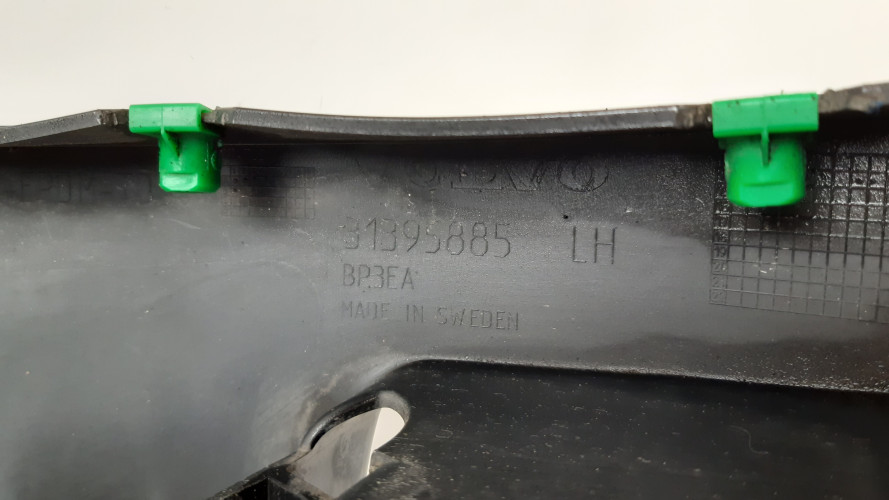 VOLVO
31395885 LH
BP3EA
MADE IN SWEDEN